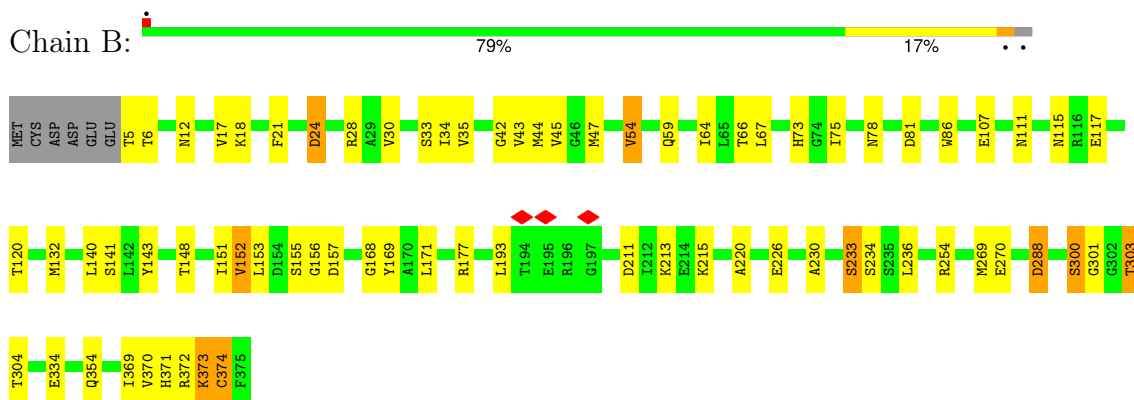 Chain B:
79% 17%
MET CYS ASP ASP GLU GLU T5 T6 N12 V17 K18 F21 D24 R28 A29 V30 S33 I34 V35 G42 V43 M44 V45 G46 M47 V54 Q59 I64 L65 T66 L67 H73 G74 I75 N78 D81 W86 E107 N111 N115 R116 E117
T120 M132 L140 S141 L142 Y143 T148 I151 V152 L153 D154 S155 G156 D157 G168 Y169 A170 L171 R177 L193 T194 E195 R196 G197 D211 I212 K213 E214 K215 A220 E226 A230 S233 S234 S235 L236 R254 M269 E270 D288 S300 G301 G302 T303
T304 E334 Q354 I369 V370 H371 R372 K373 C374 F375